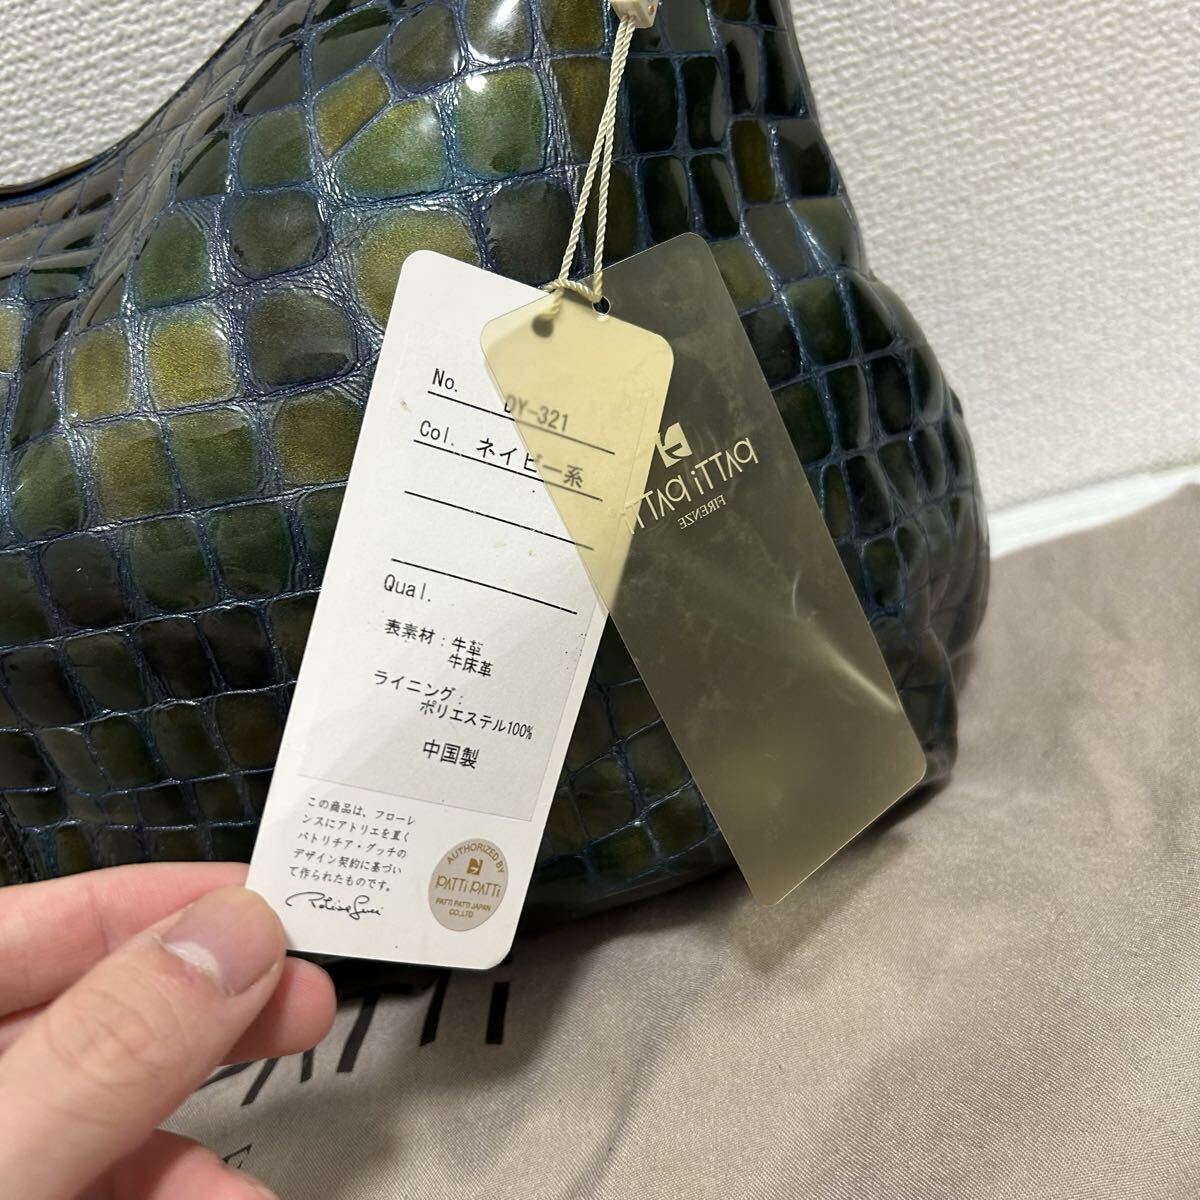 No. DY-321
Col. ネイビー系
Qual.
表素材：牛革
牛床革
ライニング：
ポリエステル100%
中国製
この商品は、フローレ
ンスにアトリエを置く
パトリチア・グッチの
デザイン契約に基づい
て作られたものです。
AUTHORIZED BY
PATTi PATTi
PATTI PATTI JAPAN
CO.,LTD
PATTi PATTi
FIRENZE